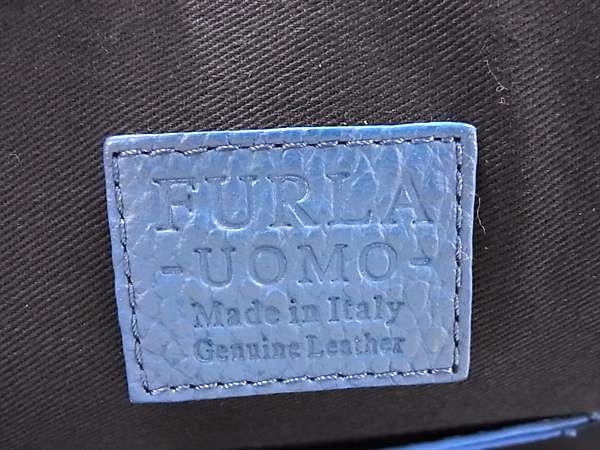 FURLA
-UOMO-
Made in Italy
Genuine Leather